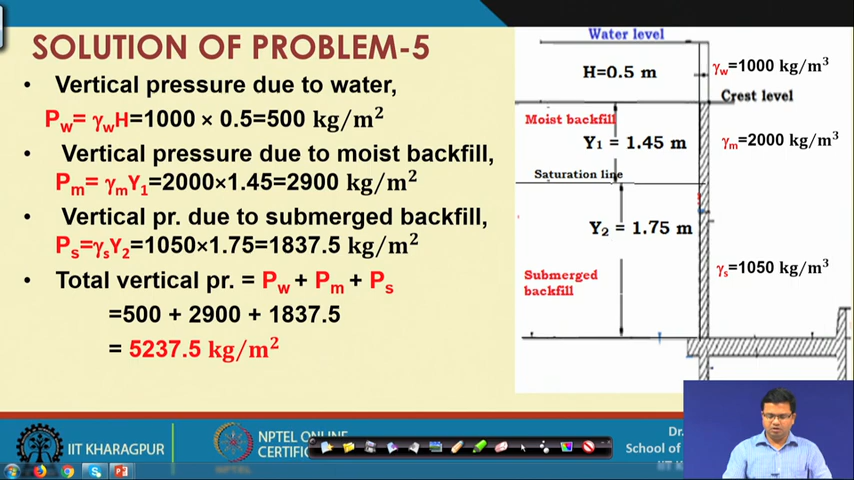 SOLUTION OF PROBLEM-5
• Vertical pressure due to water,
Pw= γwH=1000 × 0.5=500 kg/m²
• Vertical pressure due to moist backfill,
Pm= γmY1=2000×1.45=2900 kg/m²
• Vertical pr. due to submerged backfill,
Ps=γsY2=1050×1.75=1837.5 kg/m²
• Total vertical pr. = Pw + Pm + Ps
=500 + 2900 + 1837.5
= 5237.5 kg/m²
Water level
H=0.5 m
γw=1000 kg/m³
Crest level
Moist backfill
Y1 = 1.45 m
γm=2000 kg/m³
Saturation line
Y2 = 1.75 m
Submerged
backfill
γs=1050 kg/m³
IIT KHARAGPUR
NPTEL ONLINE
CERTIFIC
Dr.
School of
IIT K